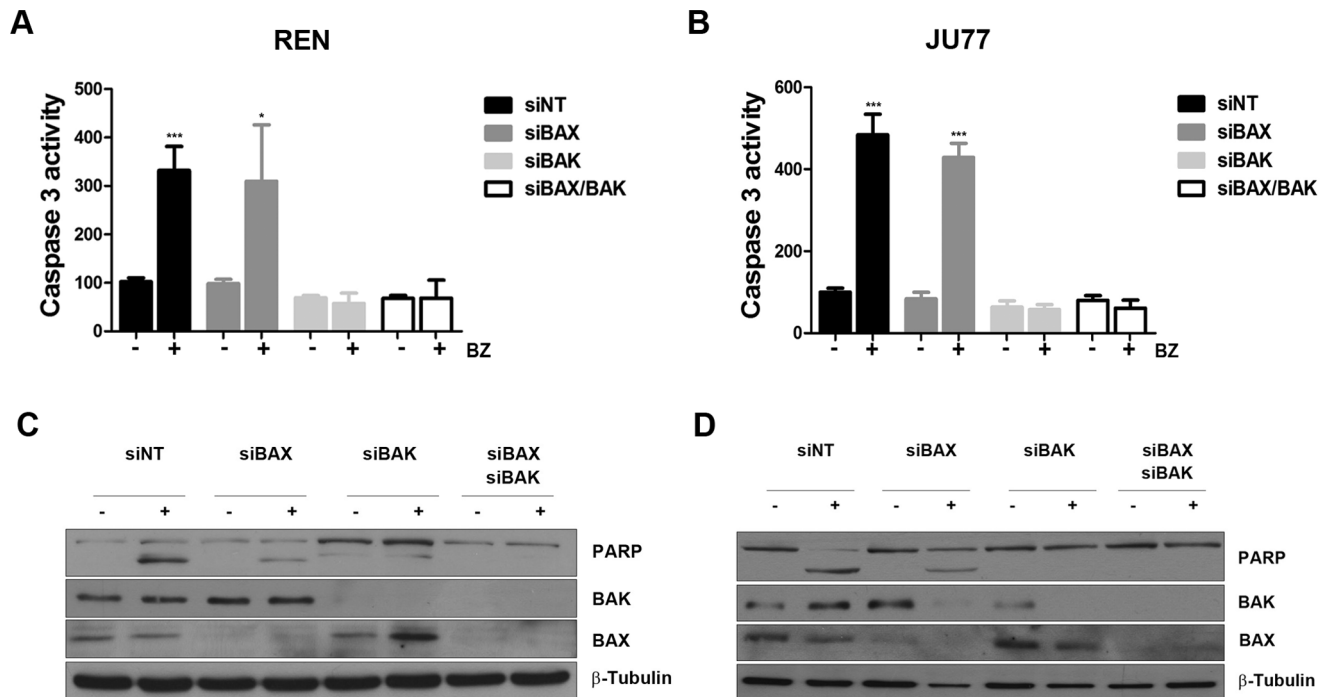 A
REN
Caspase 3 activity
500
400
300
200
100
0
***
*
- + - + - + - + BZ
siNT
siBAX
siBAK
siBAX/BAK
B
JU77
Caspase 3 activity
600
400
200
0
***
***
- + - + - + - + BZ
siNT
siBAX
siBAK
siBAX/BAK
C
siNT siBAX siBAK siBAX
siBAK
- + - + - + - +
PARP
BAK
BAX
β-Tubulin
D
siNT siBAX siBAK siBAX
siBAK
- + - + - + - +
PARP
BAK
BAX
β-Tubulin